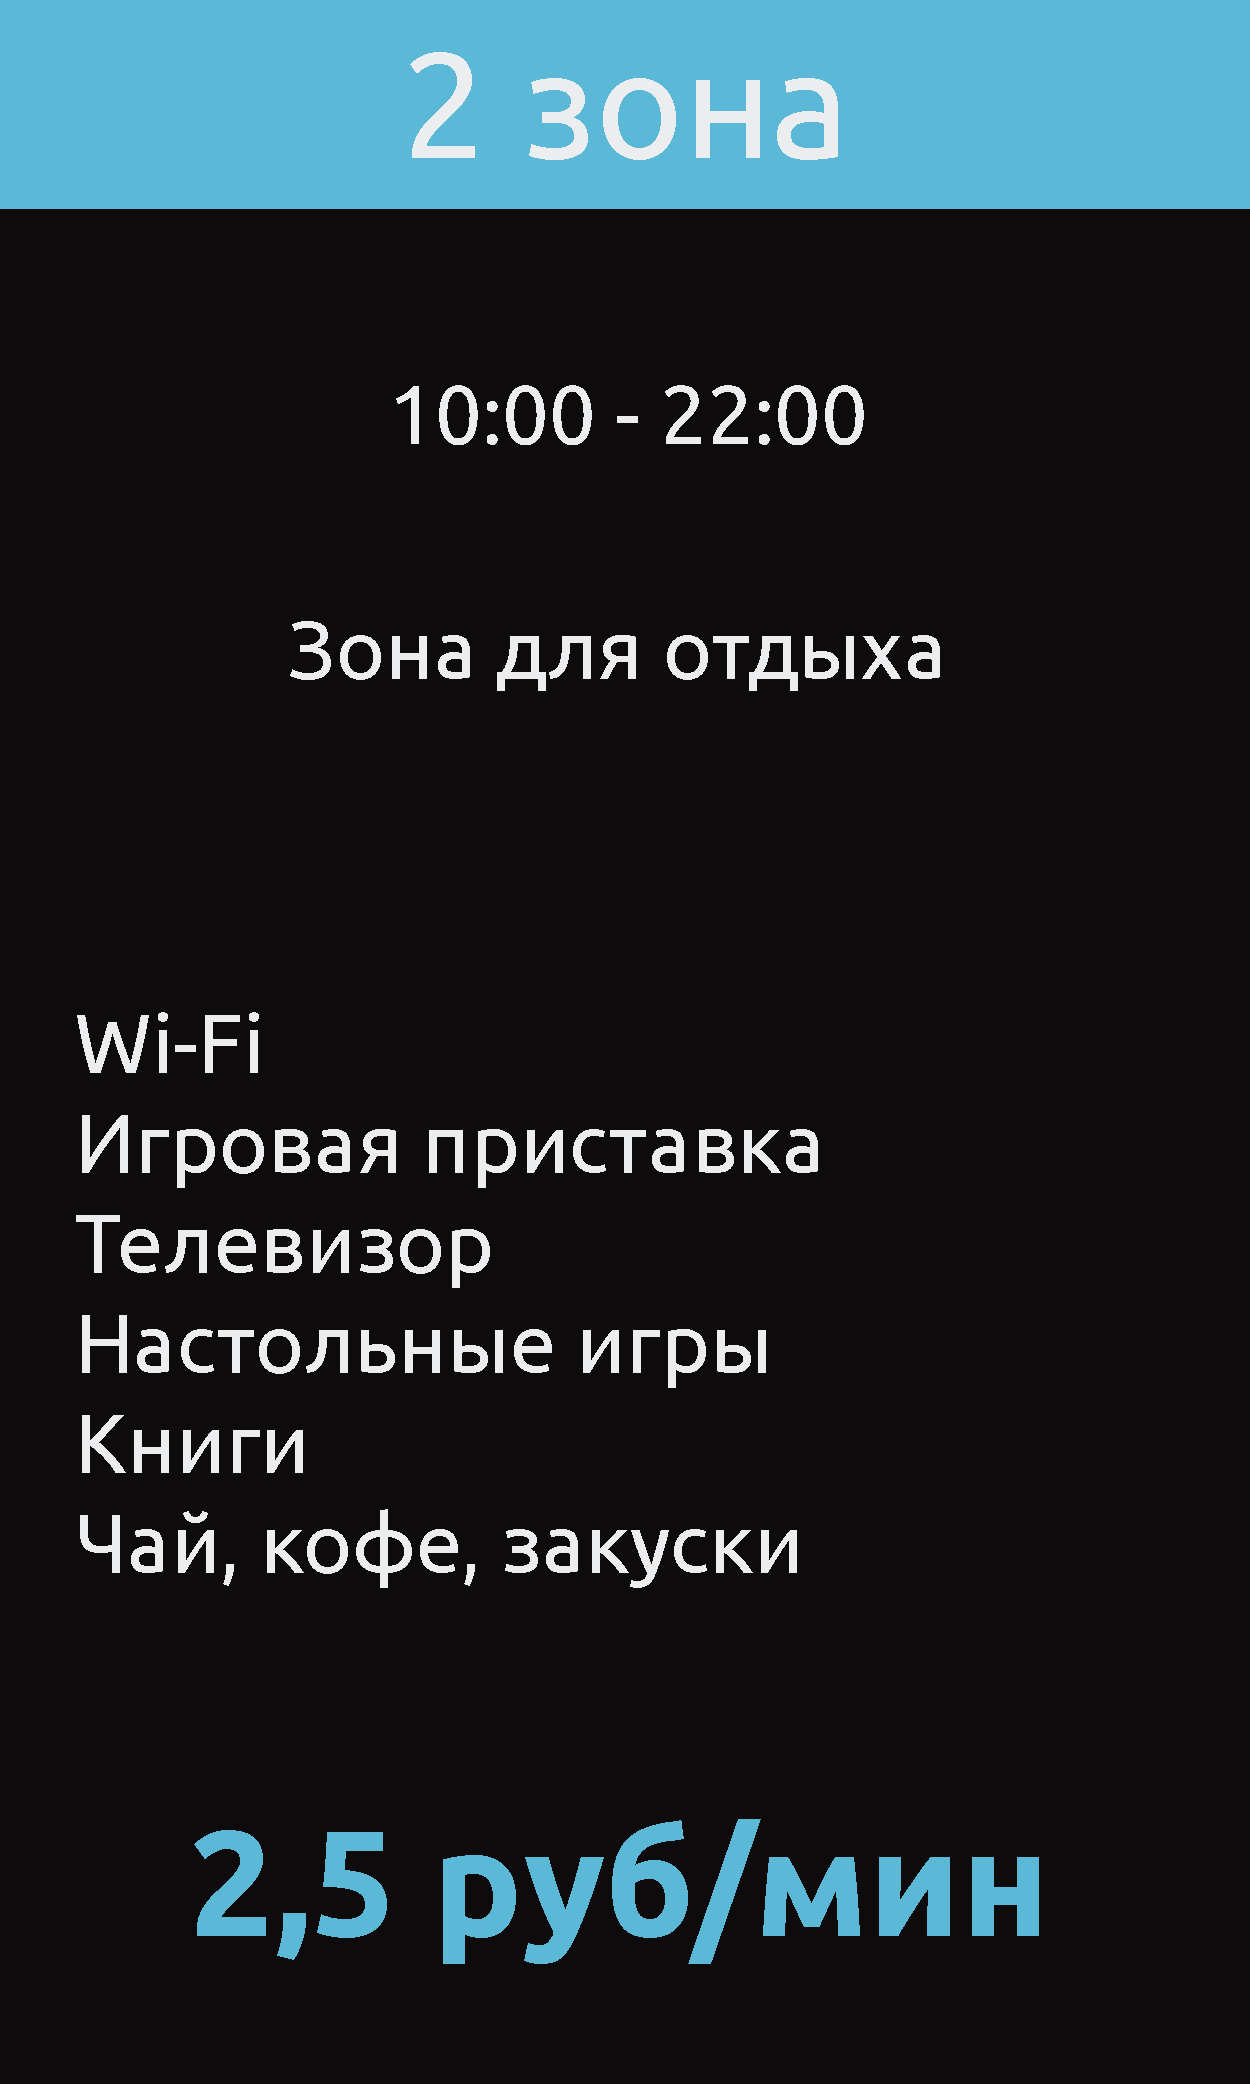 2 зона
10:00 - 22:00
Зона для отдыха
Wi-Fi
Игровая приставка
Телевизор
Настольные игры
Книги
Чай, кофе, закуски
2,5 руб/мин